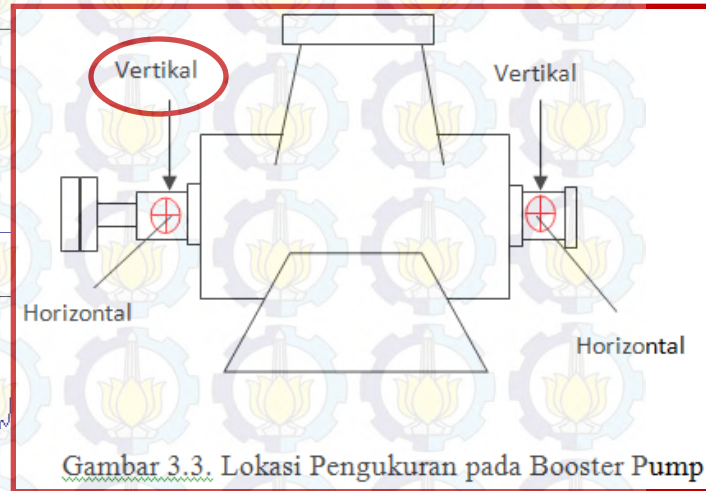 Vertikal
Vertikal
Horizontal
Horizontal
Gambar 3.3. Lokasi Pengukuran pada Booster Pump